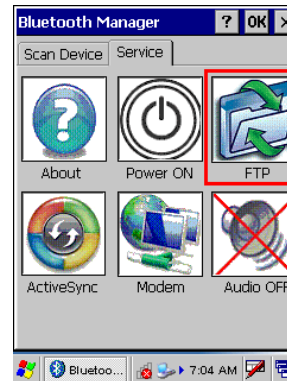 Bluetooth Manager ? OK ×
Scan Device Service
About Power ON FTP
ActiveSync Modem Audio OFF
Bluetoo... 7:04 AM